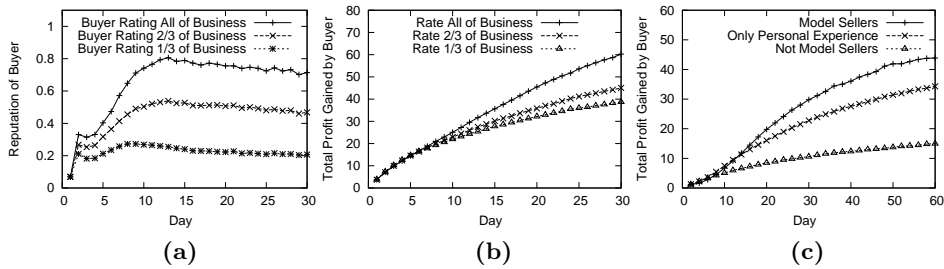 Reputation of Buyer
1
0.8
0.6
0.4
0.2
0
Buyer Rating All of Business
Buyer Rating 2/3 of Business
Buyer Rating 1/3 of Business
0 5 10 15 20 25 30
Day
(a)
Total Profit Gained by Buyer
80
70
60
50
40
30
20
10
0
Rate All of Business
Rate 2/3 of Business
Rate 1/3 of Business
0 5 10 15 20 25 30
Day
(b)
Total Profit Gained by Buyer
60
50
40
30
20
10
0
Model Sellers
Only Personal Experience
Not Model Sellers
0 10 20 30 40 50 60
Day
(c)